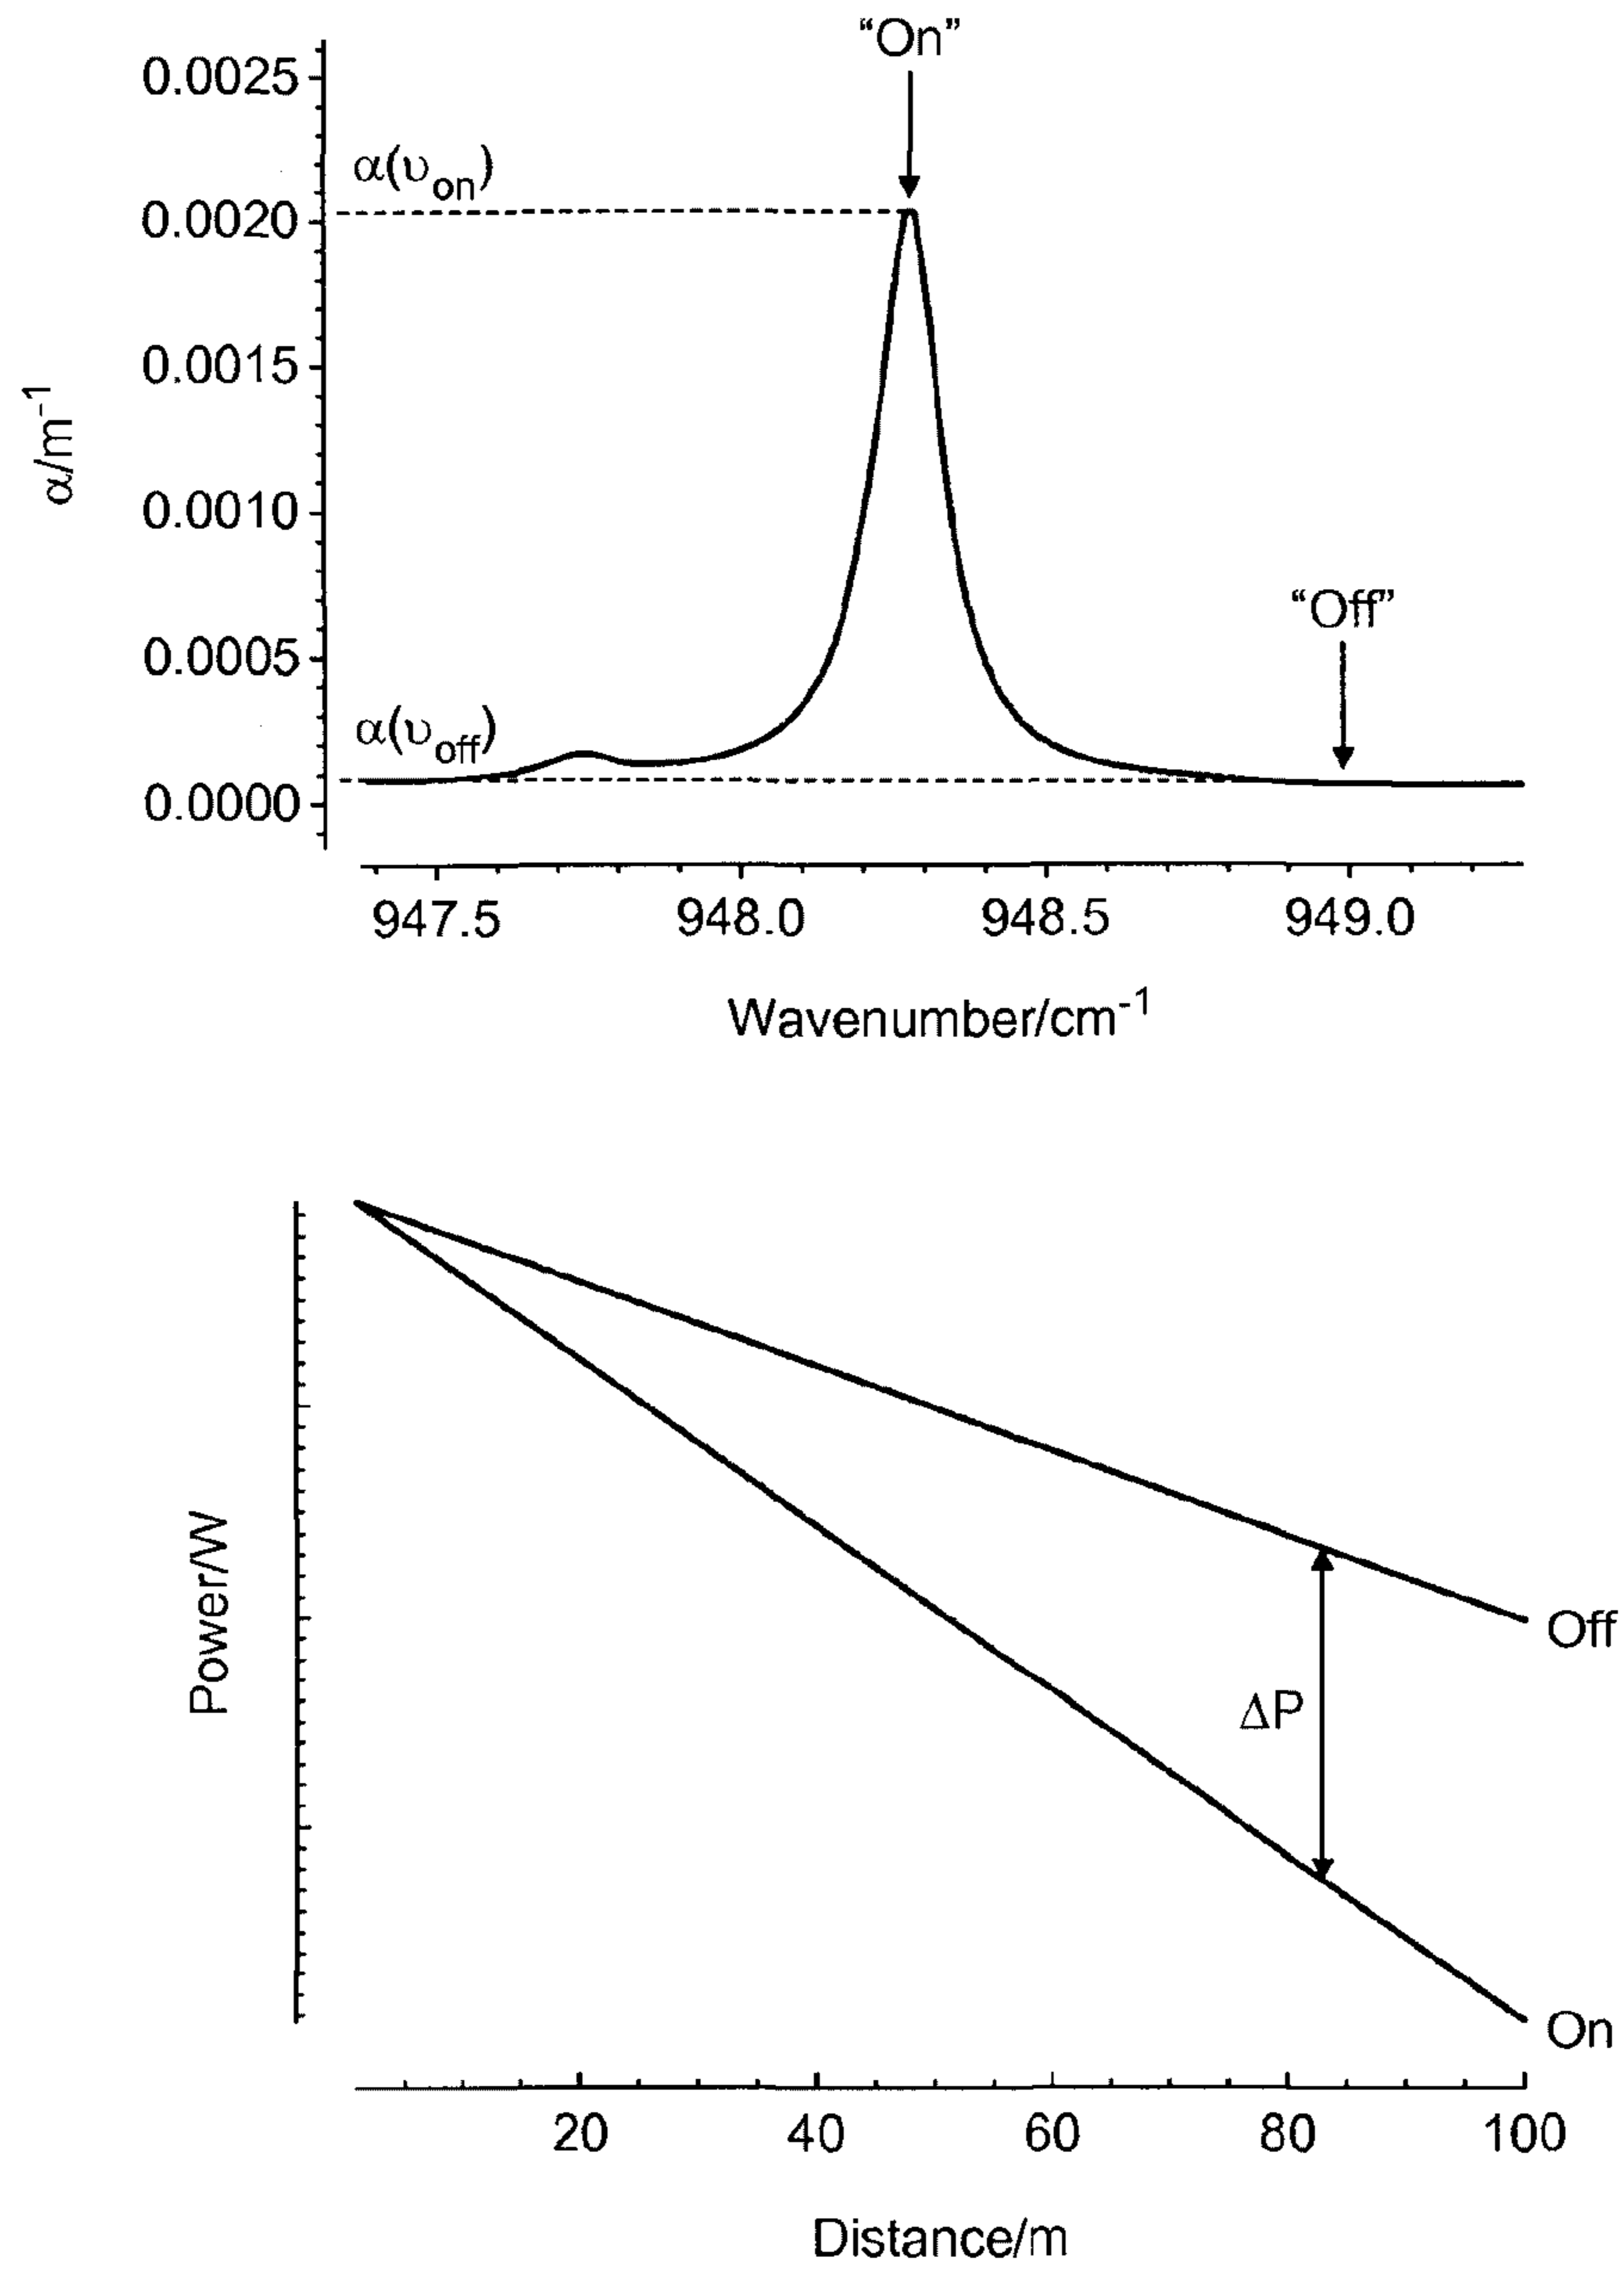 “On”
0.0025
α(υon)
0.0020
0.0015
α/m-1
0.0010
“Off”
0.0005
α(υoff)
0.0000
947.5 948.0 948.5 949.0
Wavenumber/cm-1
Power/W
Off
ΔP
On
20 40 60 80 100
Distance/m